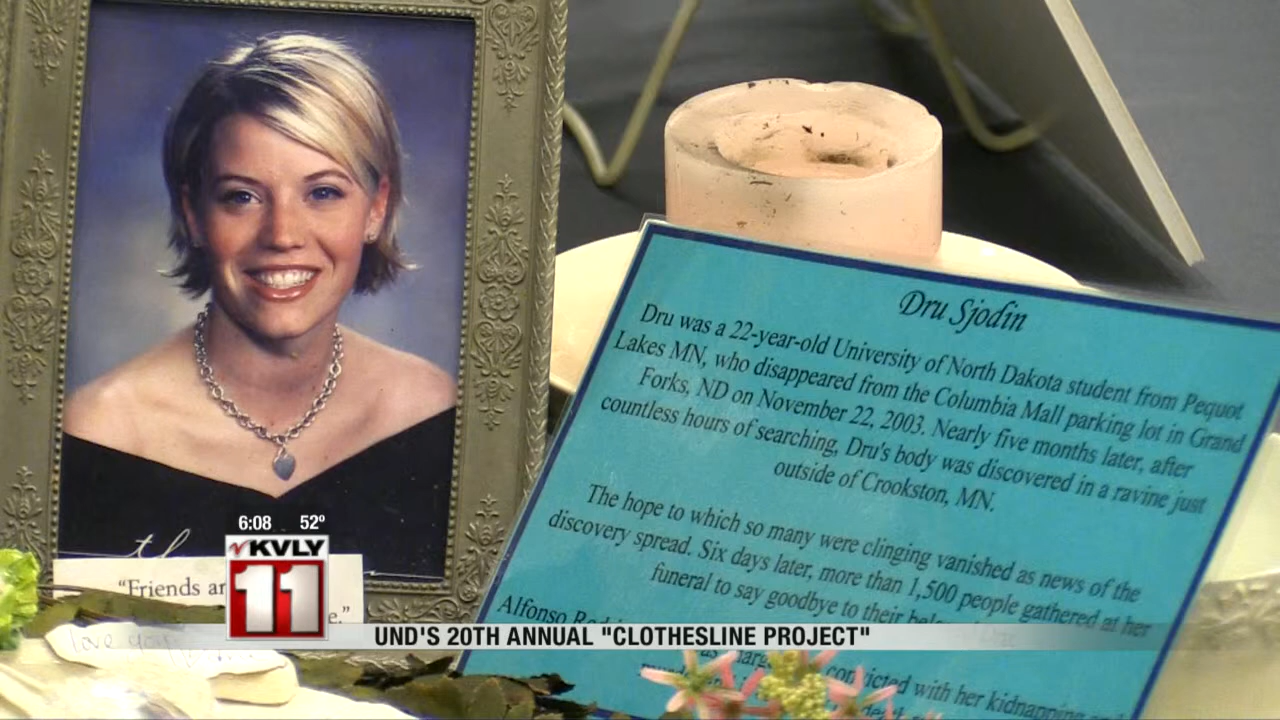 Dru Sjodin
Dru was a 22-year-old University of North Dakota student from Pequot
Lakes MN, who disappeared from the Columbia Mall parking lot in Grand
Forks, ND on November 22, 2003. Nearly five months later, after
countless hours of searching, Dru's body was discovered in a ravine just
outside of Crookston, MN.
The hope to which so many were clinging vanished as news of the
discovery spread. Six days later, more than 1,500 people gathered at her
funeral to say goodbye to their
Alfonso
convicted with her kidnapping
"Friends
love you
6:08 52°
KVLY
11
UND'S 20TH ANNUAL "CLOTHESLINE PROJECT"